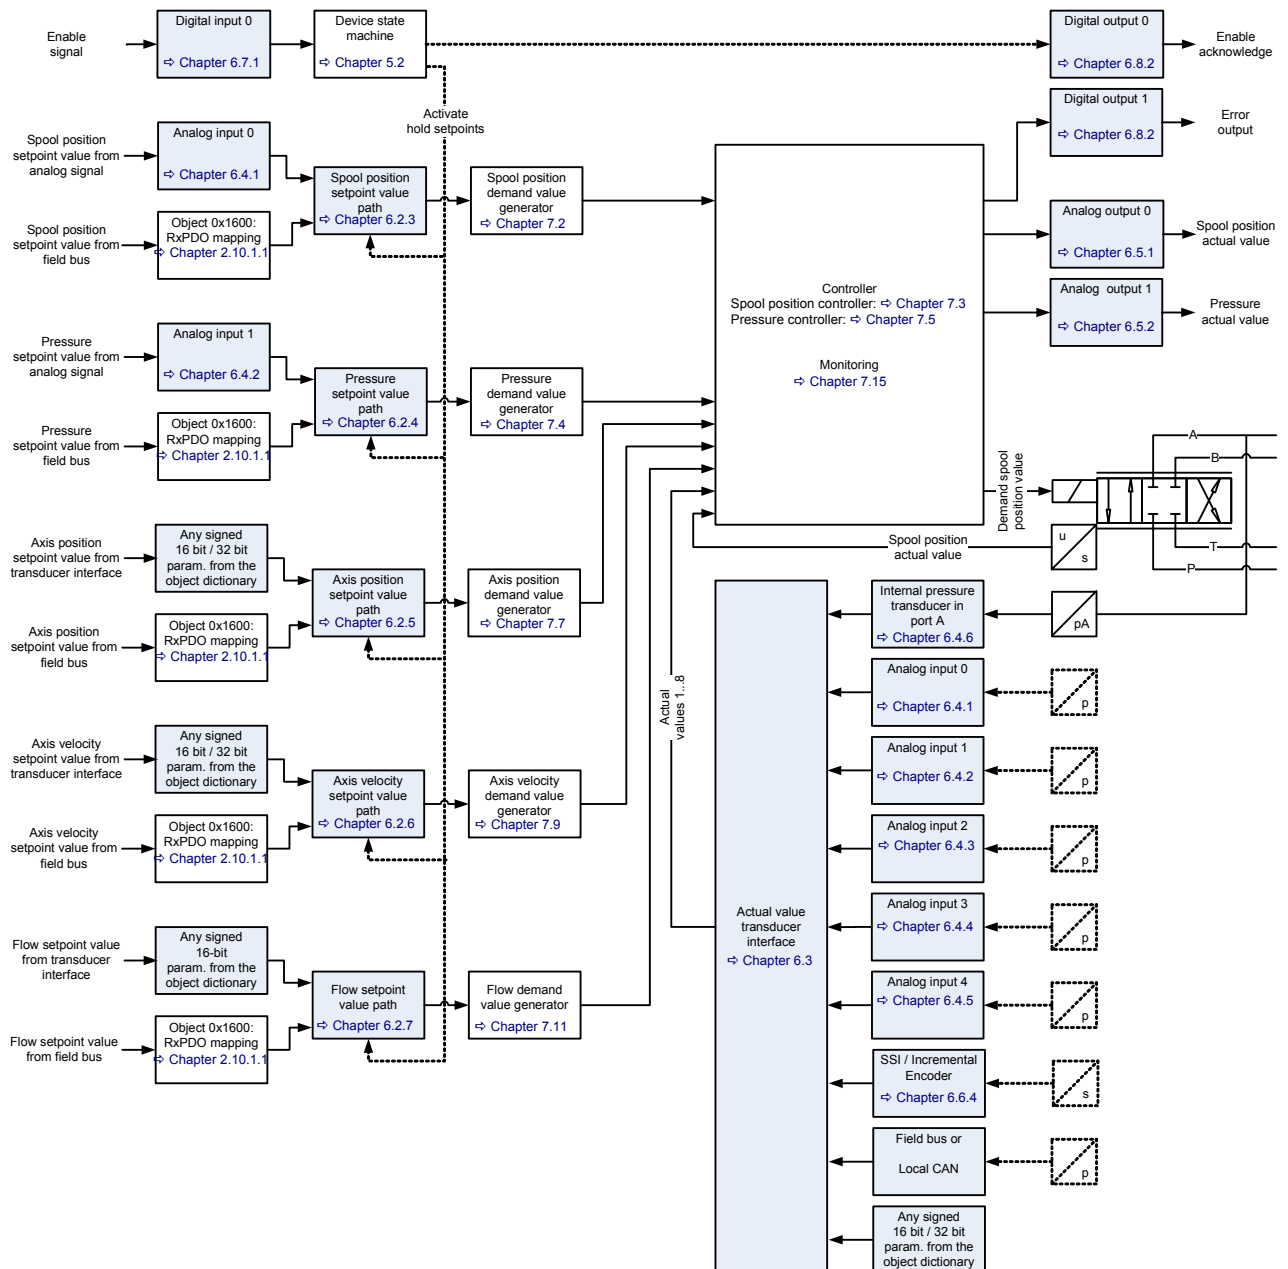 Enable
signal
Digital input 0
⇨ Chapter 6.7.1
Device state
machine
⇨ Chapter 5.2
Digital output 0
⇨ Chapter 6.8.2
Enable
acknowledge
Activate
hold setpoints
Digital output 1
⇨ Chapter 6.8.2
Error
output
Spool position
setpoint value from
analog signal
Analog input 0
⇨ Chapter 6.4.1
Spool position
setpoint value from
field bus
Object 0x1600:
RxPDO mapping
⇨ Chapter 2.10.1.1
Spool position
setpoint value
path
⇨ Chapter 6.2.3
Spool position
demand value
generator
⇨ Chapter 7.2
Analog output 0
⇨ Chapter 6.5.1
Spool position
actual value
Analog output 1
⇨ Chapter 6.5.2
Pressure
actual value
Controller
Spool position controller: ⇨ Chapter 7.3
Pressure controller: ⇨ Chapter 7.5
Monitoring
⇨ Chapter 7.15
Pressure
setpoint value from
analog signal
Analog input 1
⇨ Chapter 6.4.2
Pressure
setpoint value from
field bus
Object 0x1600:
RxPDO mapping
⇨ Chapter 2.10.1.1
Pressure
setpoint value
path
⇨ Chapter 6.2.4
Pressure
demand value
generator
⇨ Chapter 7.4
Demand spool
position value
A
B
T
P
u
s
Spool position
actual value
Axis position
setpoint value from
transducer interface
Any signed
16 bit / 32 bit
param. from the
object dictionary
Axis position
setpoint value from
field bus
Object 0x1600:
RxPDO mapping
⇨ Chapter 2.10.1.1
Axis position
setpoint value
path
⇨ Chapter 6.2.5
Axis position
demand value
generator
⇨ Chapter 7.7
Axis velocity
setpoint value from
transducer interface
Any signed
16 bit / 32 bit
param. from the
object dictionary
Axis velocity
setpoint value from
field bus
Object 0x1600:
RxPDO mapping
⇨ Chapter 2.10.1.1
Axis velocity
setpoint value
path
⇨ Chapter 6.2.6
Axis velocity
demand value
generator
⇨ Chapter 7.9
Flow setpoint value
from transducer
interface
Any signed
16-bit
param. from the
object dictionary
Flow setpoint value
from field bus
Object 0x1600:
RxPDO mapping
⇨ Chapter 2.10.1.1
Flow setpoint
value path
⇨ Chapter 6.2.7
Flow demand
value generator
⇨ Chapter 7.11
Actual
values 1...8
Actual value
transducer
interface
⇨ Chapter 6.3
Internal pressure
transducer in
port A
⇨ Chapter 6.4.6
pA
Analog input 0
⇨ Chapter 6.4.1
p
Analog input 1
⇨ Chapter 6.4.2
p
Analog input 2
⇨ Chapter 6.4.3
p
Analog input 3
⇨ Chapter 6.4.4
p
Analog input 4
⇨ Chapter 6.4.5
p
SSI / Incremental
Encoder
⇨ Chapter 6.6.4
s
Field bus or
Local CAN
p
Any signed
16 bit / 32 bit
param. from the
object dictionary